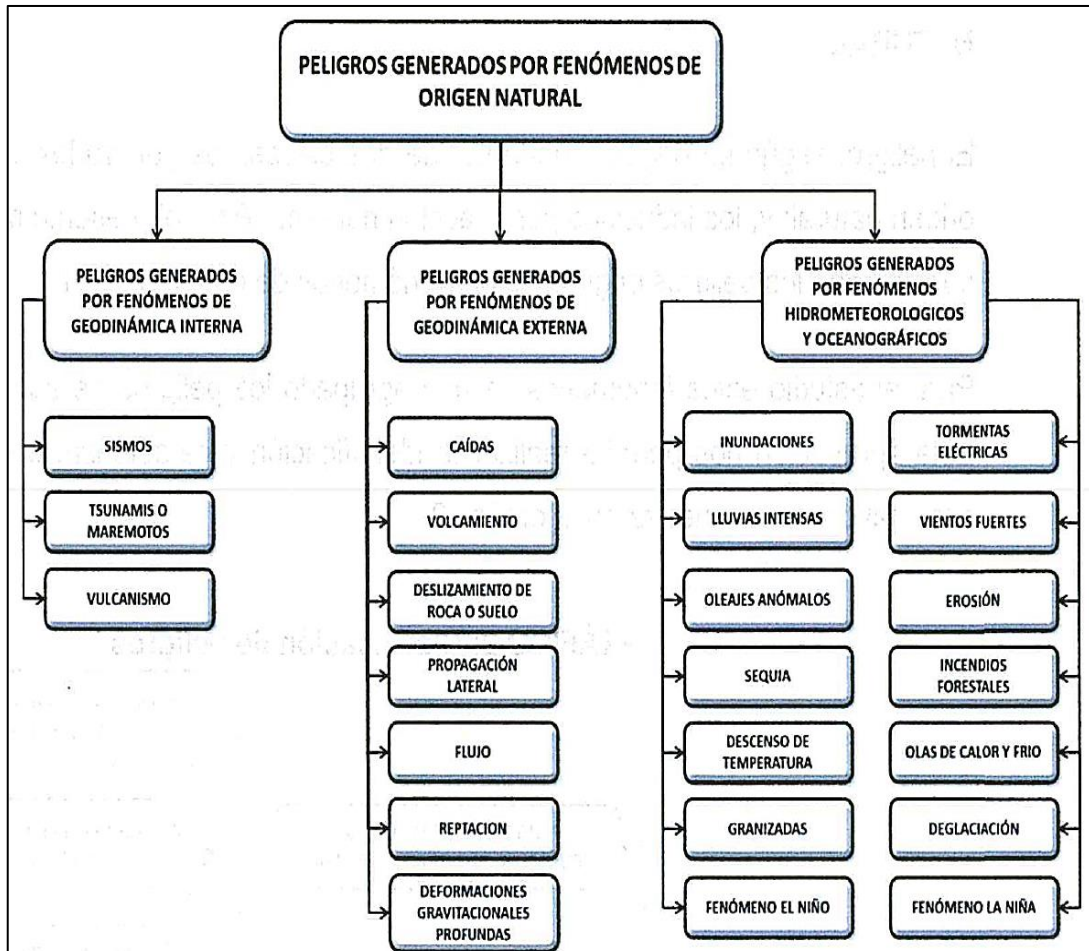 PELIGROS GENERADOS POR FENÓMENOS DE
ORIGEN NATURAL
PELIGROS GENERADOS
POR FENÓMENOS DE
GEODINÁMICA INTERNA
SISMOS
TSUNAMIS O
MAREMOTOS
VULCANISMO
PELIGROS GENERADOS
POR FENÓMENOS DE
GEODINÁMICA EXTERNA
CAÍDAS
VOLCAMIENTO
DESLIZAMIENTO DE
ROCA O SUELO
PROPAGACIÓN
LATERAL
FLUJO
REPTACION
DEFORMACIONES
GRAVITACIONALES
PROFUNDAS
PELIGROS GENERADOS
POR FENÓMENOS
HIDROMETEOROLOGICOS
Y OCEANOGRÁFICOS
INUNDACIONES
LLUVIAS INTENSAS
OLEAJES ANÓMALOS
SEQUIA
DESCENSO DE
TEMPERATURA
GRANIZADAS
FENÓMENO EL NIÑO
TORMENTAS
ELÉCTRICAS
VIENTOS FUERTES
EROSIÓN
INCENDIOS
FORESTALES
OLAS DE CALOR Y FRIO
DEGLACIACIÓN
FENÓMENO LA NIÑA